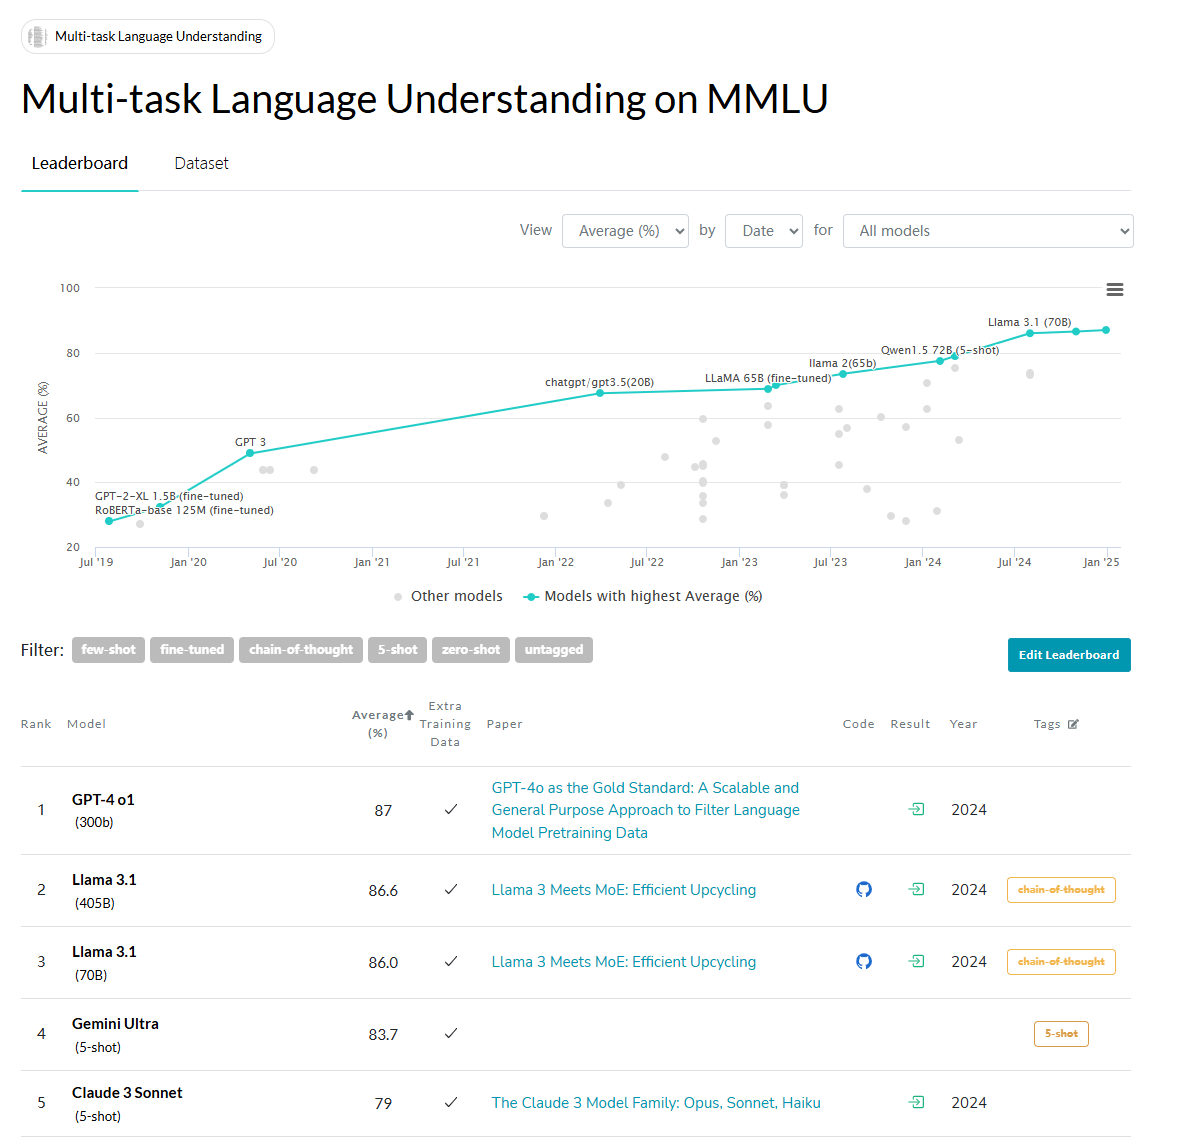 Multi-task Language Understanding
Multi-task Language Understanding on MMLU
Leaderboard Dataset
View Average (%) by Date for All models
100
80
60
40
20
AVERAGE (%)
Llama 3.1 (70B)
Qwen1.5 72B (5-shot)
llama 2(65b)
LLaMA 65B (fine-tuned)
chatgpt/gpt3.5(20B)
GPT 3
GPT-2-XL 1.5B (fine-tuned)
RoBERTa-base 125M (fine-tuned)
Jul '19 Jan '20 Jul '20 Jan '21 Jul '21 Jan '22 Jul '22 Jan '23 Jul '23 Jan '24 Jul '24 Jan '25
Other models Models with highest Average (%)
Filter: few-shot fine-tuned chain-of-thought 5-shot zero-shot untagged
Edit Leaderboard
Rank Model Average (%) Extra Training Data Paper Code Result Year Tags
1 GPT-4 o1 (300b) 87 GPT-4o as the Gold Standard: A Scalable and
General Purpose Approach to Filter Language
Model Pretraining Data 2024
2 Llama 3.1 (405B) 86.6 Llama 3 Meets MoE: Efficient Upcycling 2024 chain-of-thought
3 Llama 3.1 (70B) 86.0 Llama 3 Meets MoE: Efficient Upcycling 2024 chain-of-thought
4 Gemini Ultra (5-shot) 83.7 5-shot
5 Claude 3 Sonnet (5-shot) 79 The Claude 3 Model Family: Opus, Sonnet, Haiku 2024